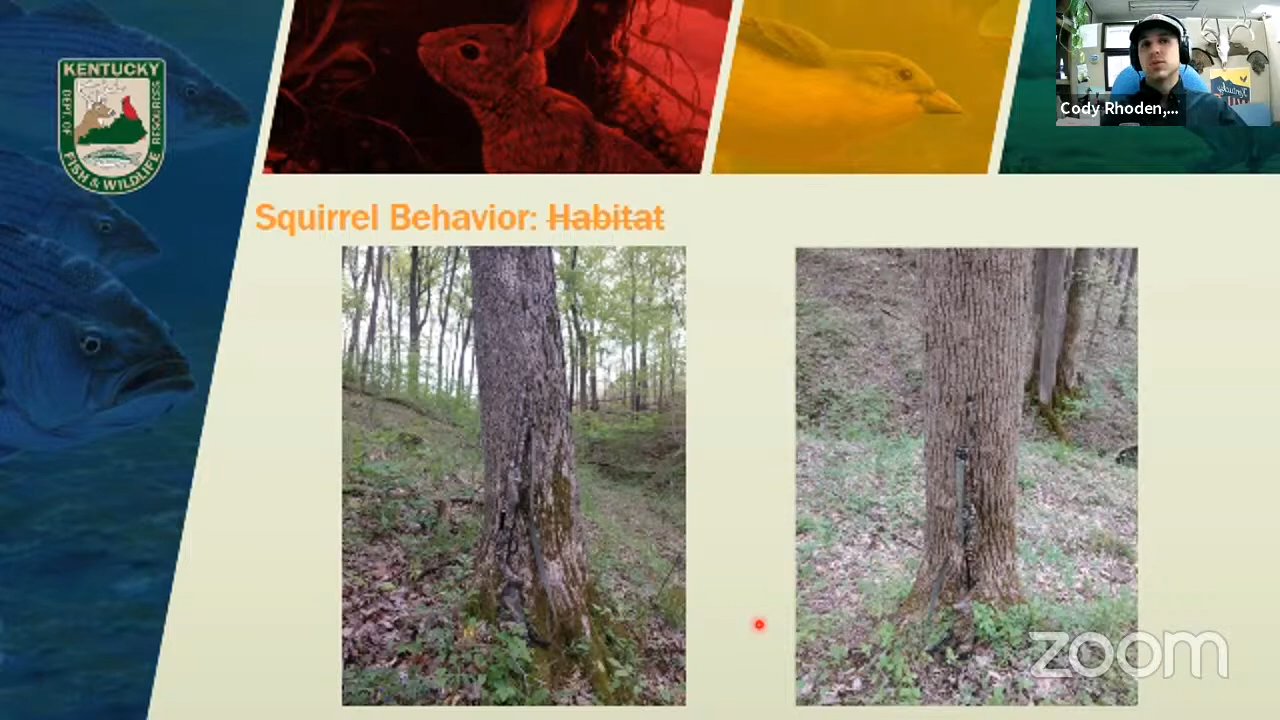 KENTUCKY
DEPT. OF
RESOURCES
FISH & WILDLIFE
Cody Rhoden,...
Squirrel Behavior: Habitat
zoom